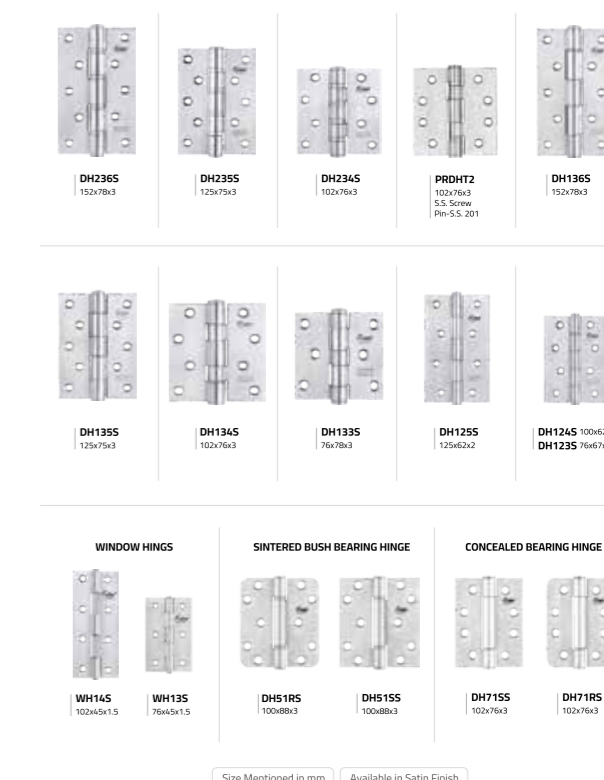 DH236S
152x78x3
DH235S
125x75x3
DH234S
102x76x3
PRDHT2
102x76x3
S.S. Screw
Pin-S.S. 201
DH136S
152x78x3
DH135S
125x75x3
DH134S
102x76x3
DH133S
76x78x3
DH125S
125x62x2
DH124S 100x62
DH123S 76x67x
WINDOW HINGS
SINTERED BUSH BEARING HINGE
CONCEALED BEARING HINGE
WH14S
102x45x1.5
WH13S
76x45x1.5
DH51RS
100x88x3
DH51SS
100x88x3
DH71SS
102x76x3
DH71RS
102x76x3
Size Mentioned in mm
Available in Satin Finish